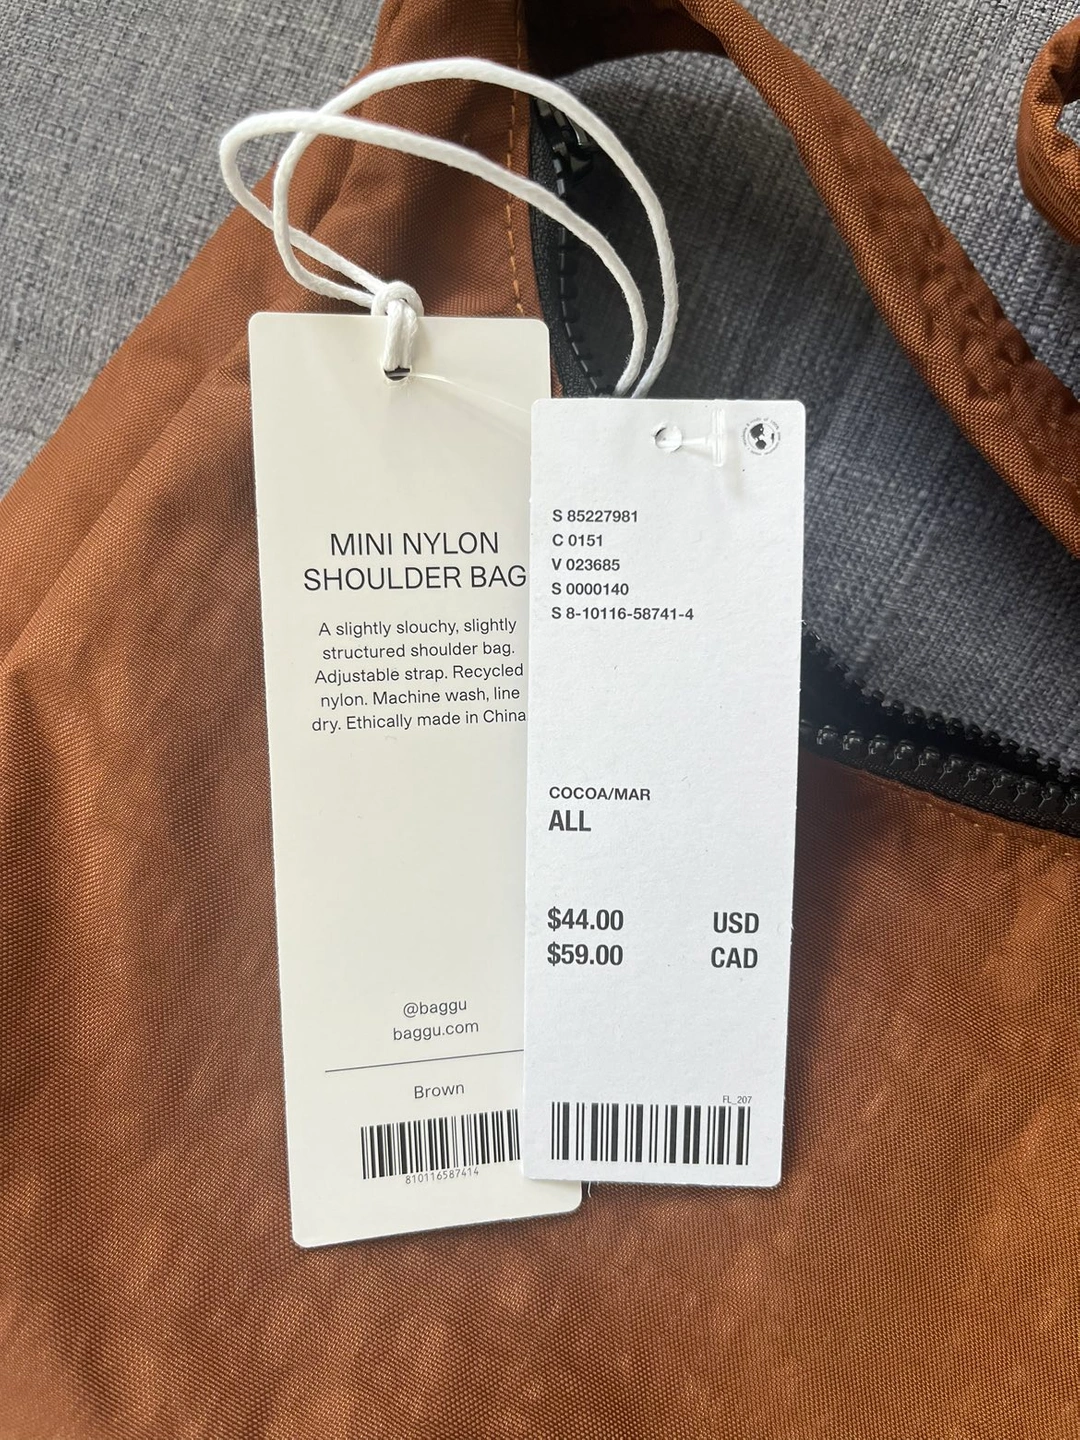 MINI NYLON
SHOULDER BAG
A slightly slouchy, slightly
structured shoulder bag.
Adjustable strap. Recycled
nylon. Machine wash, line
dry. Ethically made in China
@baggu
baggu.com
Brown
810116587414
S 85227981
C 0151
V 023685
S 0000140
S 8-10116-58741-4
COCOA/MAR
ALL
$44.00 USD
$59.00 CAD
FL_207